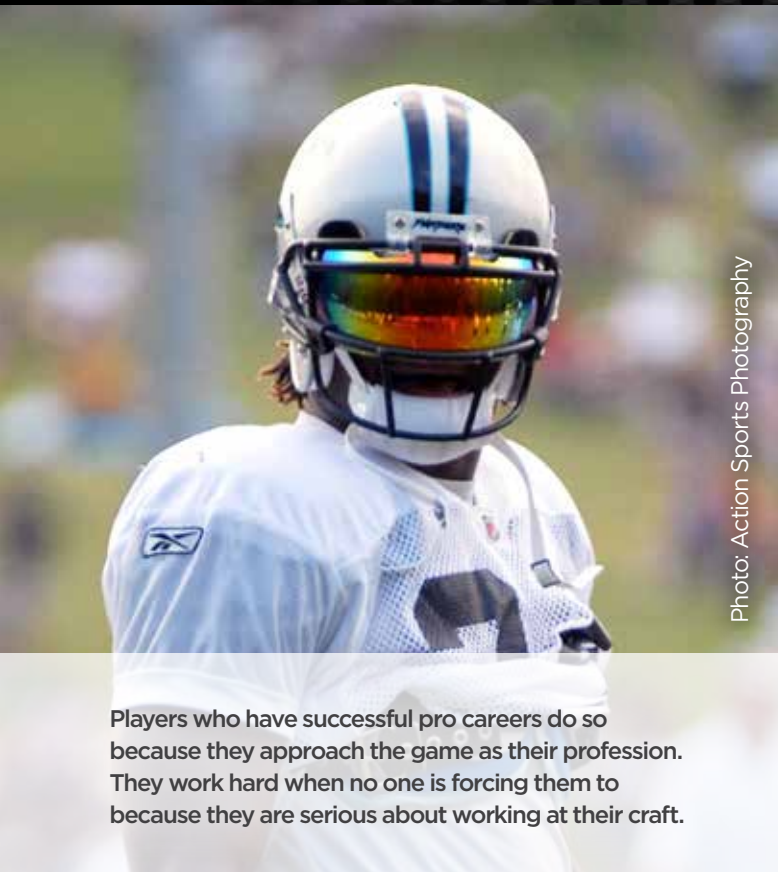 Photo: Action Sports Photography
Players who have successful pro careers do so
because they approach the game as their profession.
They work hard when no one is forcing them to
because they are serious about working at their craft.